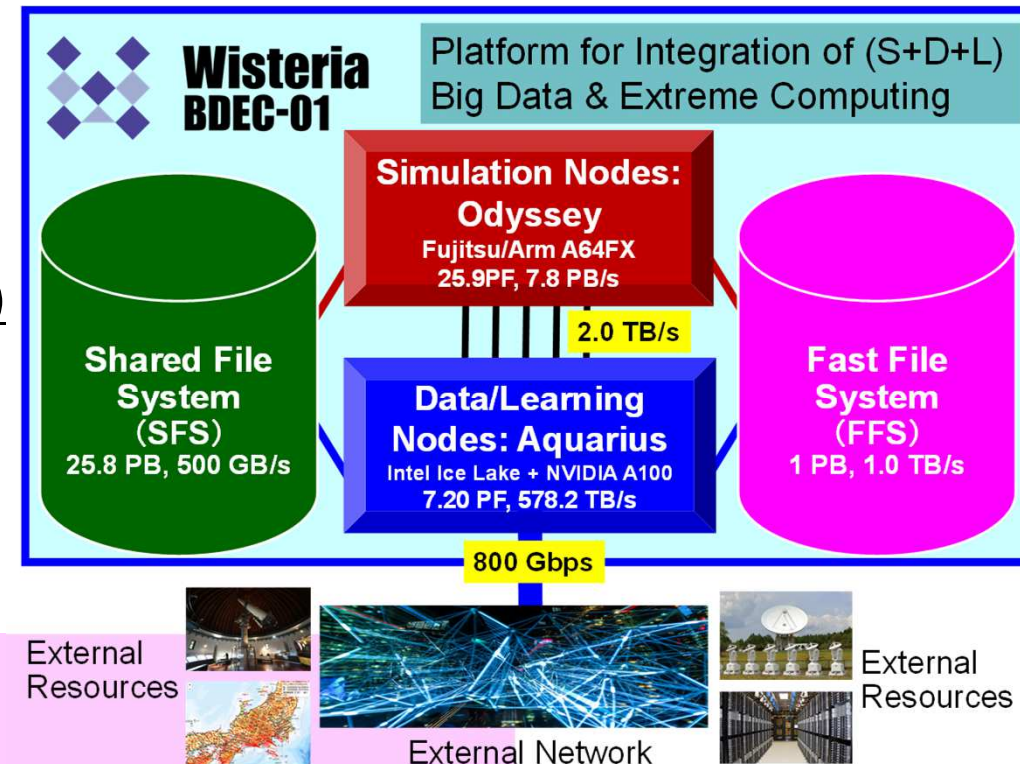 Wisteria
BDEC-01
Platform for Integration of (S+D+L)
Big Data & Extreme Computing
Simulation Nodes:
Odyssey
Fujitsu/Arm A64FX
25.9PF, 7.8 PB/s
2.0 TB/s
)
Shared File
System
(SFS)
25.8 PB, 500 GB/s
Data/Learning
Nodes: Aquarius
Intel Ice Lake + NVIDIA A100
7.20 PF, 578.2 TB/s
Fast File
System
(FFS)
1 PB, 1.0 TB/s
800 Gbps
External
Resources
External Network
External
Resources